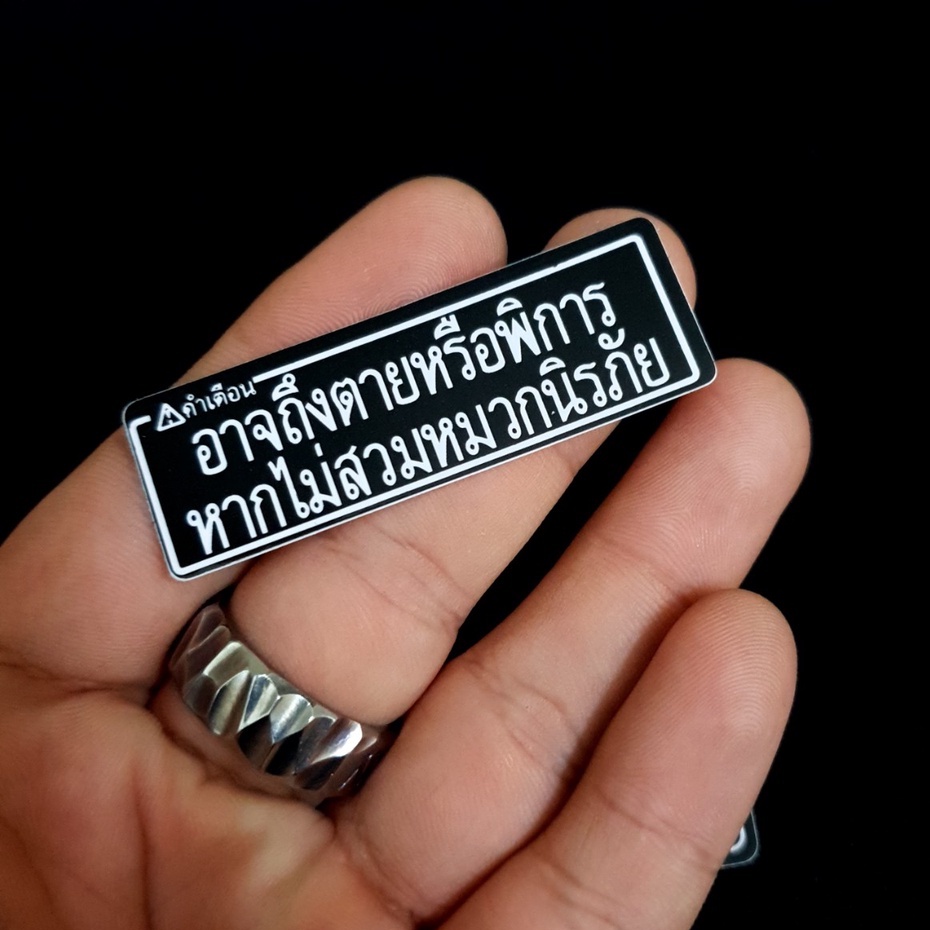 คำเตือน
อาจถึงตายหรือพิการ
หากไม่สวมหมวกนิรภัย